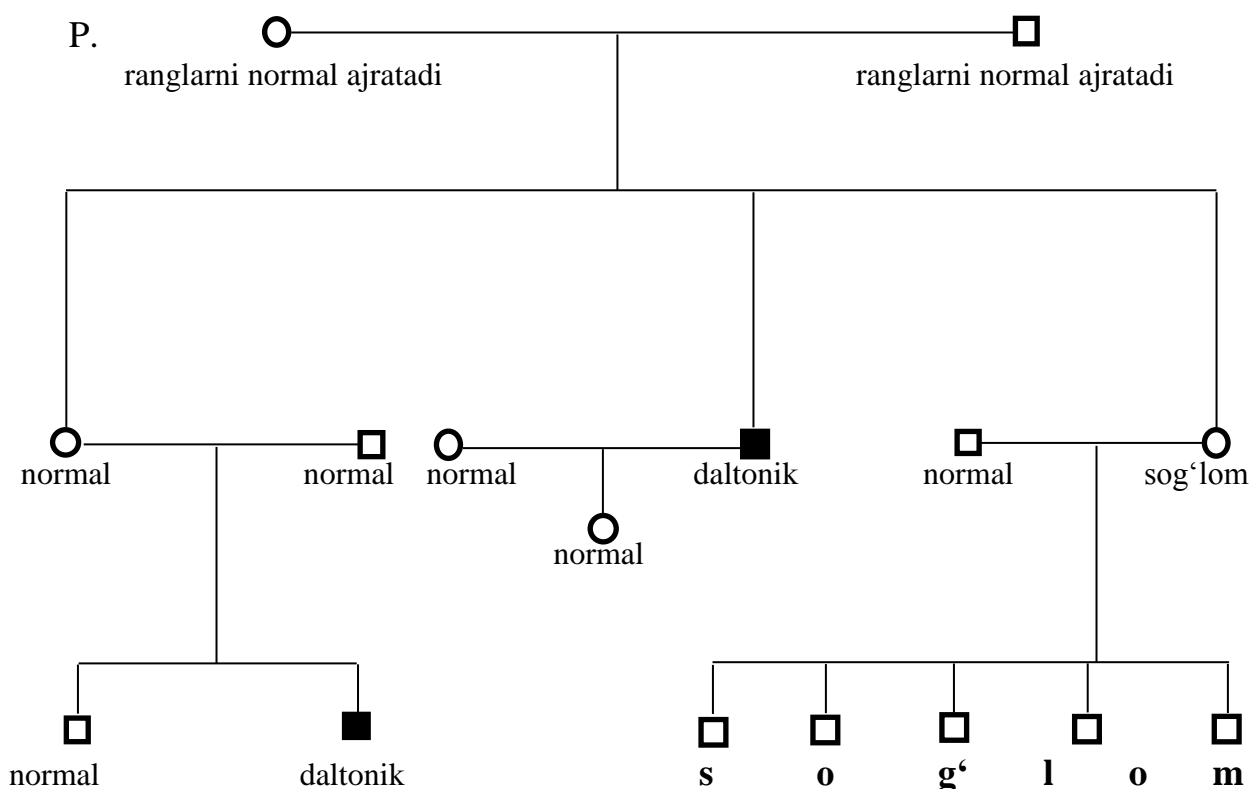 P.
ranglarni normal ajratadi ranglarni normal ajratadi
normal normal normal daltonik normal sog‘lom
normal
normal daltonik s o g‘ l o m